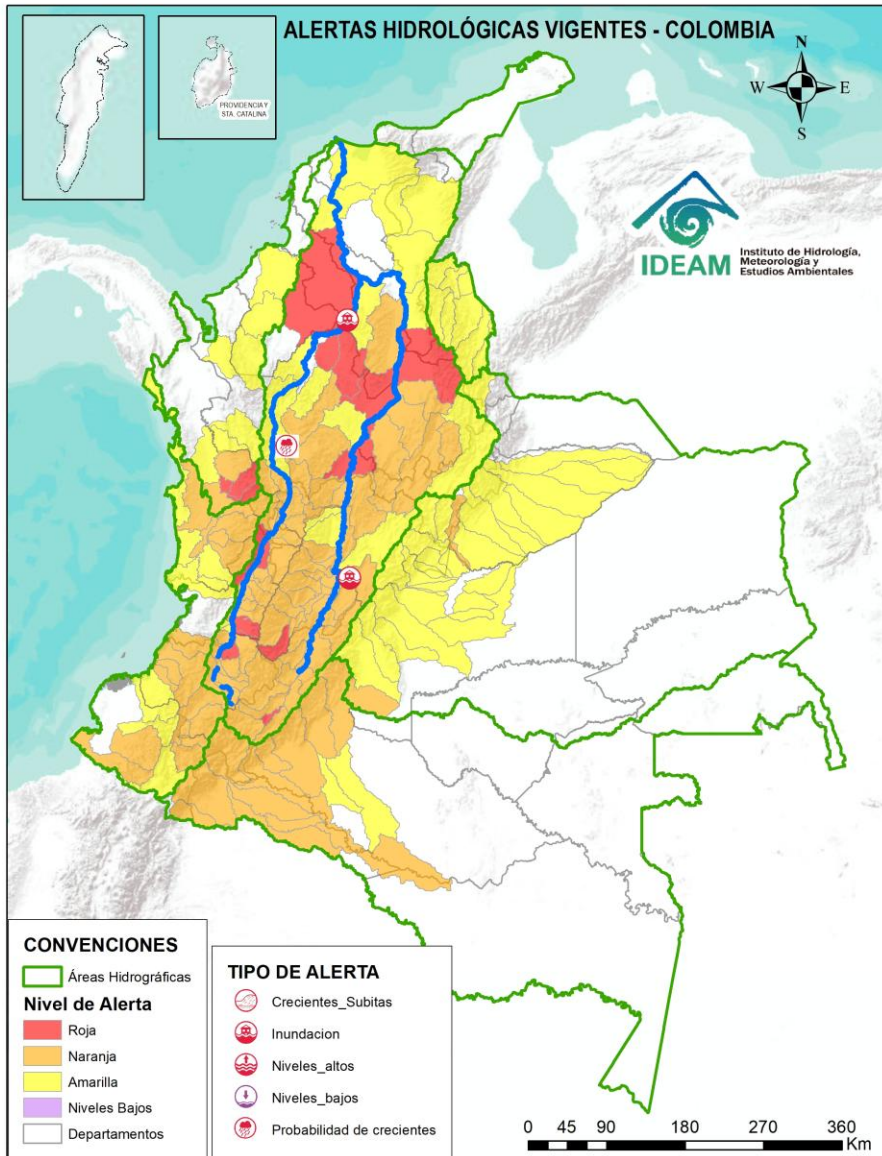 ALERTAS HIDROLÓGICAS VIGENTES - COLOMBIA
PROVIDENCIA Y
STA. CATALINA
N
W
E
S
IDEAM
Instituto de Hidrología,
Meteorología y
Estudios Ambientales
CONVENCIONES
Áreas Hidrográficas
Nivel de Alerta
Roja
Naranja
Amarilla
Niveles Bajos
Departamentos
TIPO DE ALERTA
Crecientes_Subitas
Inundacion
Niveles_altos
Niveles_bajos
Probabilidad de crecientes
0 45 90 180 270 360
Km